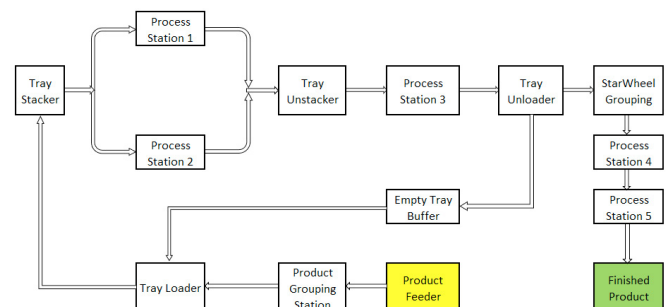 Process
Station 1
Tray
Stacker
Tray
Unstacker
Process
Station 3
Tray
Unloader
StarWheel
Grouping
Process
Station 2
Process
Station 4
Empty Tray
Buffer
Process
Station 5
Tray Loader
Product
Grouping
Station
Product
Feeder
Finished
Product